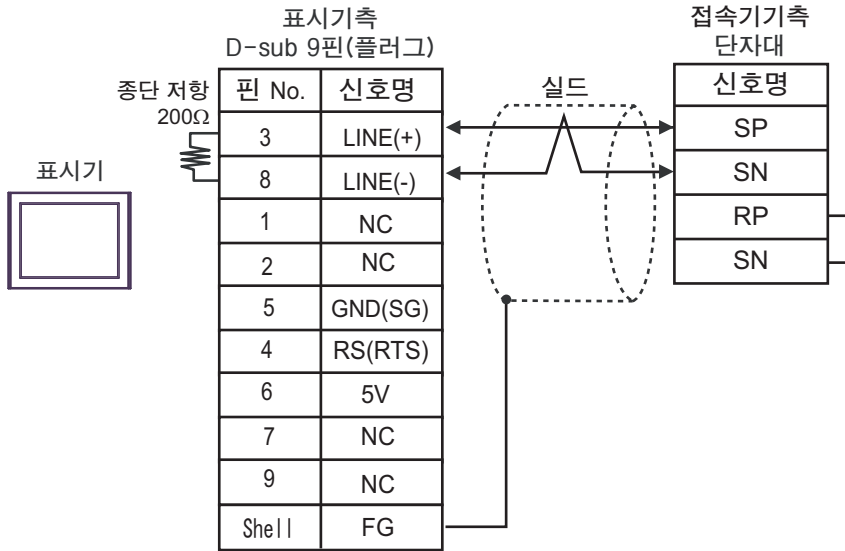 표시기측
D-sub 9핀(플러그)
접속기기측
단자대
종단 저항
200Ω
표시기
실드
핀 No. 신호명
3 LINE(+)
8 LINE(-)
1 NC
2 NC
5 GND(SG)
4 RS(RTS)
6 5V
7 NC
9 NC
Shell FG
신호명
SP
SN
RP
SN